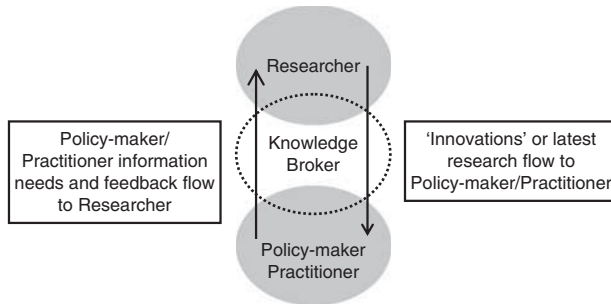 Researcher
Policy-maker/
Practitioner information
needs and feedback flow
to Researcher
Knowledge
Broker
‘Innovations’ or latest
research flow to
Policy-maker/Practitioner
Policy-maker
Practitioner